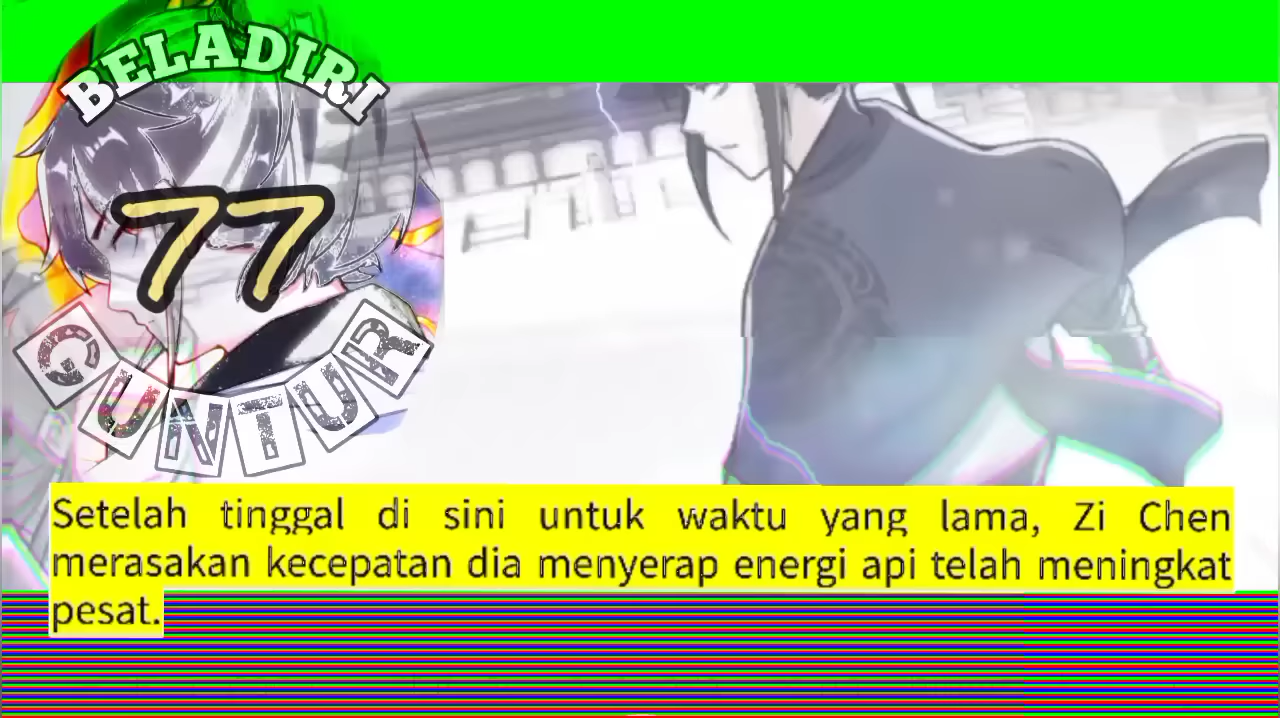 BELADIRI
77
GUNTUR
Setelah tinggal di sini untuk waktu yang lama, Zi Chen
merasakan kecepatan dia menyerap energi api telah meningkat
pesat.